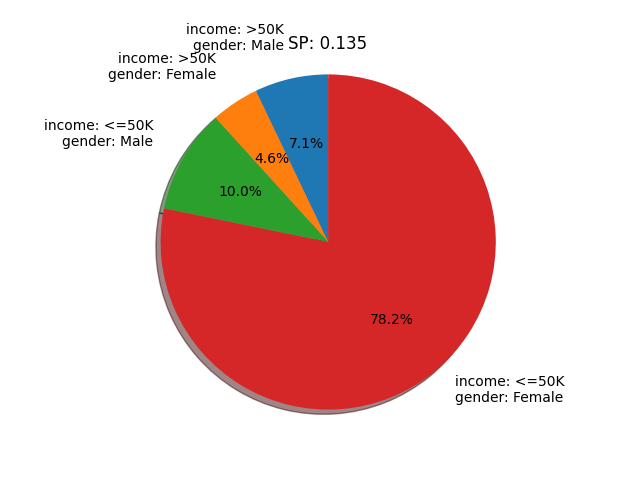 income: >50K
gender: Male
SP: 0.135
income: >50K
gender: Female
income: <=50K
gender: Male
7.1%
4.6%
10.0%
78.2%
income: <=50K
gender: Female